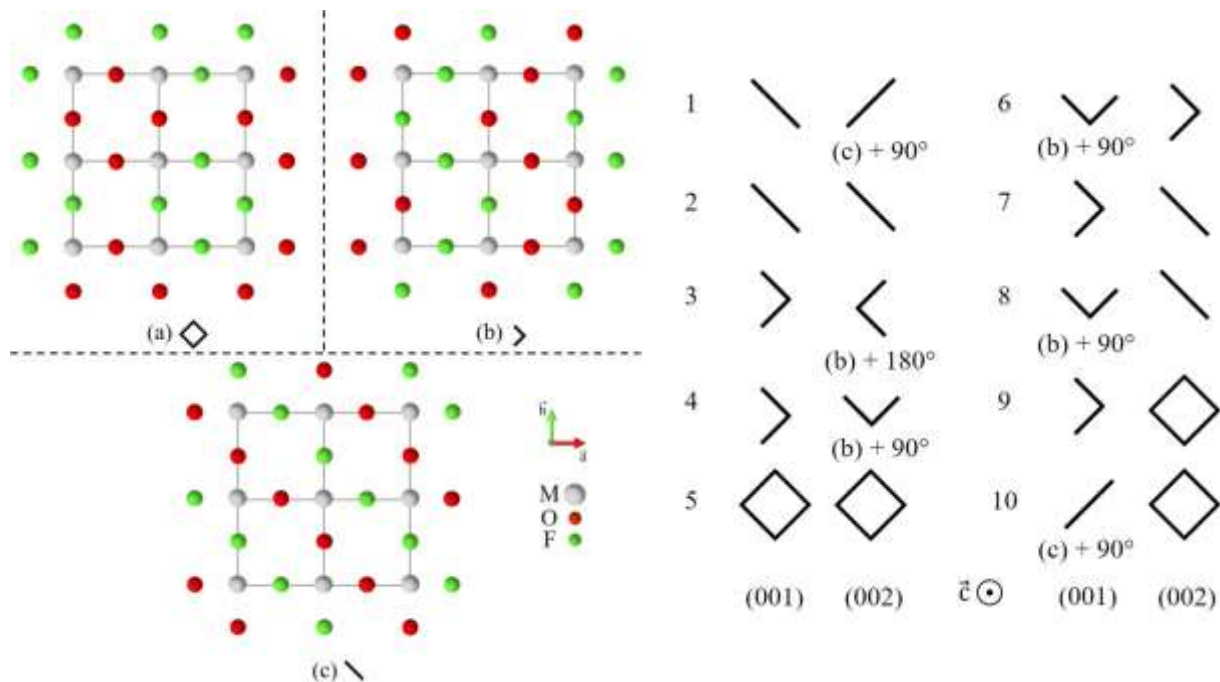 (a)
(b)
b⃗
a⃗
M
O
F
(c)
1
(c) + 90°
2
3
(b) + 180°
4
(b) + 90°
5
(001) (002)
c⃗
6
(b) + 90°
7
8
(b) + 90°
9
10
(c) + 90°
(001) (002)